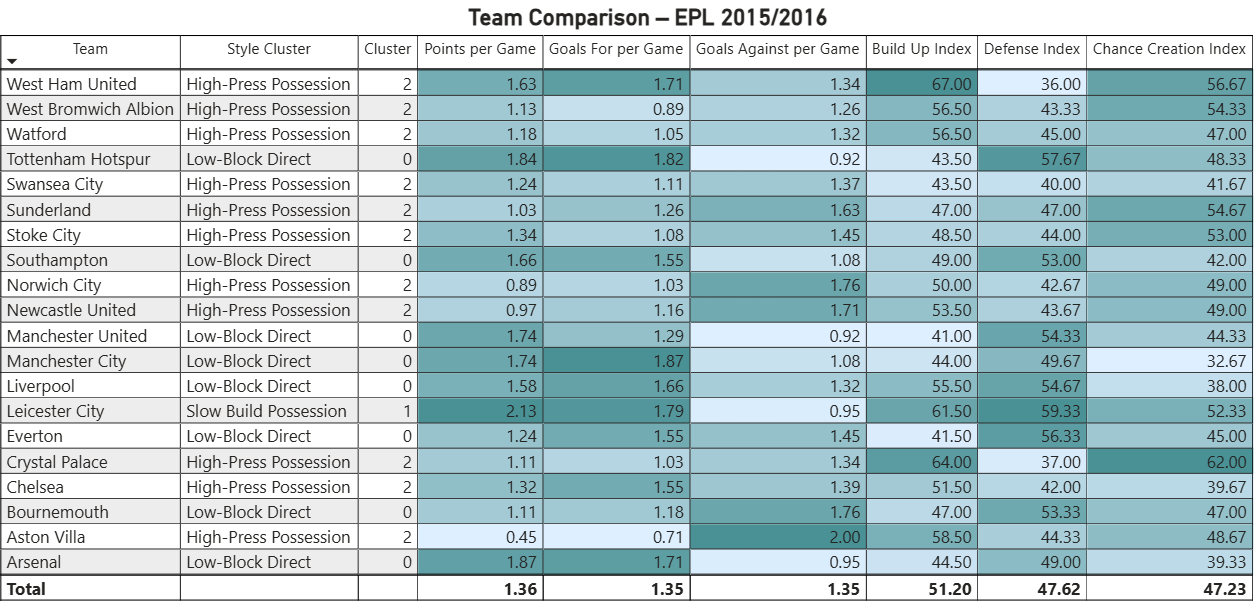 Team Comparison – EPL 2015/2016
Team Style Cluster Cluster Points per Game Goals For per Game Goals Against per Game Build Up Index Defense Index Chance Creation Index
West Ham United High-Press Possession 2 1.63 1.71 1.34 67.00 36.00 56.67
West Bromwich Albion High-Press Possession 2 1.13 0.89 1.26 56.50 43.33 54.33
Watford High-Press Possession 2 1.18 1.05 1.32 56.50 45.00 47.00
Tottenham Hotspur Low-Block Direct 0 1.84 1.82 0.92 43.50 57.67 48.33
Swansea City High-Press Possession 2 1.24 1.11 1.37 43.50 40.00 41.67
Sunderland High-Press Possession 2 1.03 1.26 1.63 47.00 47.00 54.67
Stoke City High-Press Possession 2 1.34 1.08 1.45 48.50 44.00 53.00
Southampton Low-Block Direct 0 1.66 1.55 1.08 49.00 53.00 42.00
Norwich City High-Press Possession 2 0.89 1.03 1.76 50.00 42.67 49.00
Newcastle United High-Press Possession 2 0.97 1.16 1.71 53.50 43.67 49.00
Manchester United Low-Block Direct 0 1.74 1.29 0.92 41.00 54.33 44.33
Manchester City Low-Block Direct 0 1.74 1.87 1.08 44.00 49.67 32.67
Liverpool Low-Block Direct 0 1.58 1.66 1.32 55.50 54.67 38.00
Leicester City Slow Build Possession 1 2.13 1.79 0.95 61.50 59.33 52.33
Everton Low-Block Direct 0 1.24 1.55 1.45 41.50 56.33 45.00
Crystal Palace High-Press Possession 2 1.11 1.03 1.34 64.00 37.00 62.00
Chelsea High-Press Possession 2 1.32 1.55 1.39 51.50 42.00 39.67
Bournemouth Low-Block Direct 0 1.11 1.18 1.76 47.00 53.33 47.00
Aston Villa High-Press Possession 2 0.45 0.71 2.00 58.50 44.33 48.67
Arsenal Low-Block Direct 0 1.87 1.71 0.95 44.50 49.00 39.33
Total 1.36 1.35 1.35 51.20 47.62 47.23